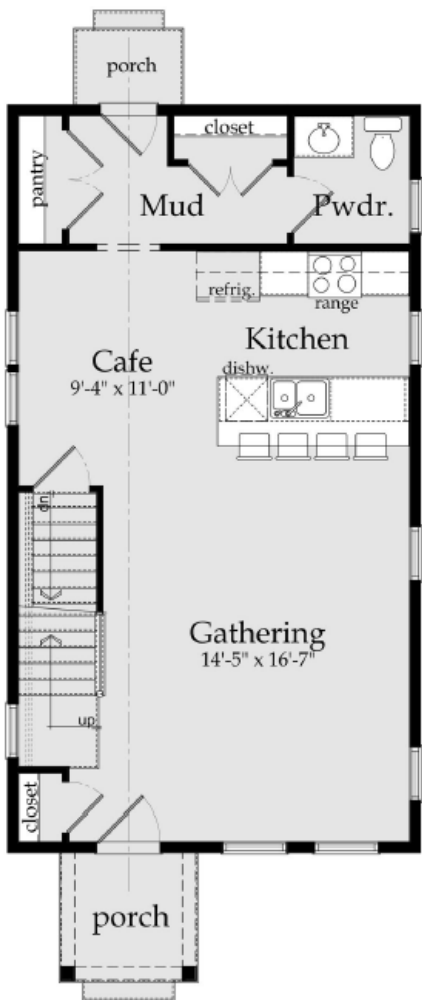 porch
closet
pantry
Mud
Pwdr.
refrig.
range
Kitchen
Cafe
9'-4" x 11'-0"
dishw.
dn
Gathering
14'-5" x 16'-7"
up
closet
porch